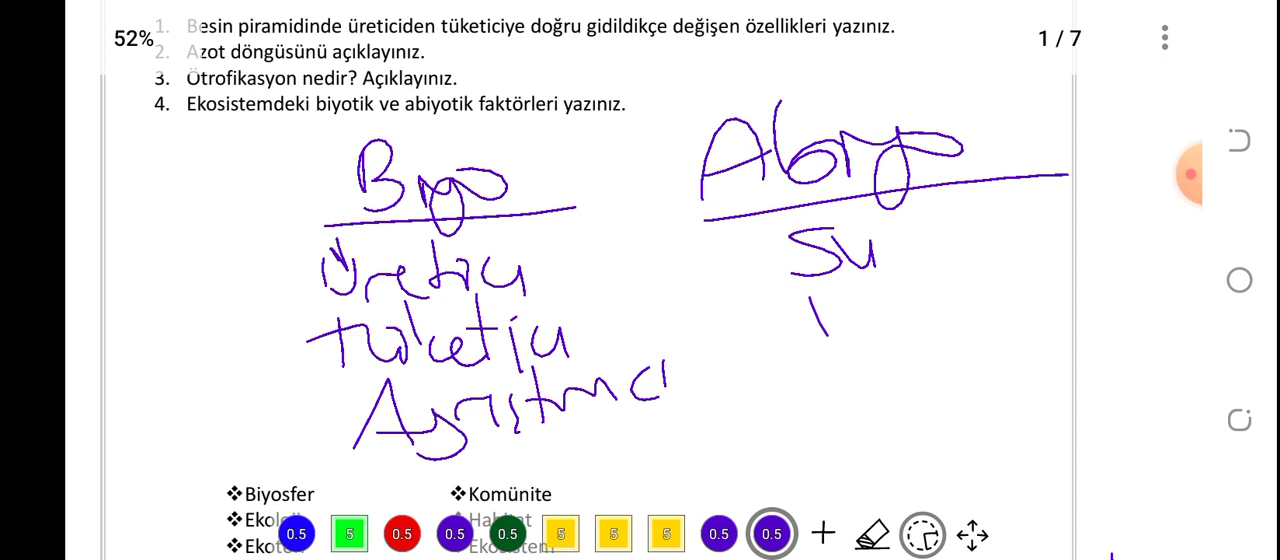 52%
1 / 7
1. Besin piramidinde üreticiden tüketiciye doğru gidildikçe değişen özellikleri yazınız.
2. Azot döngüsünü açıklayınız.
3. Ötrofikasyon nedir? Açıklayınız.
4. Ekosistemdeki biyotik ve abiyotik faktörleri yazınız.
Su
Üretici
tüketici
Ayrıştırıcı
❖Biyosfer ❖Komünite
0.5 5 0.5 0.5 0.5 5 5 5 0.5 0.5